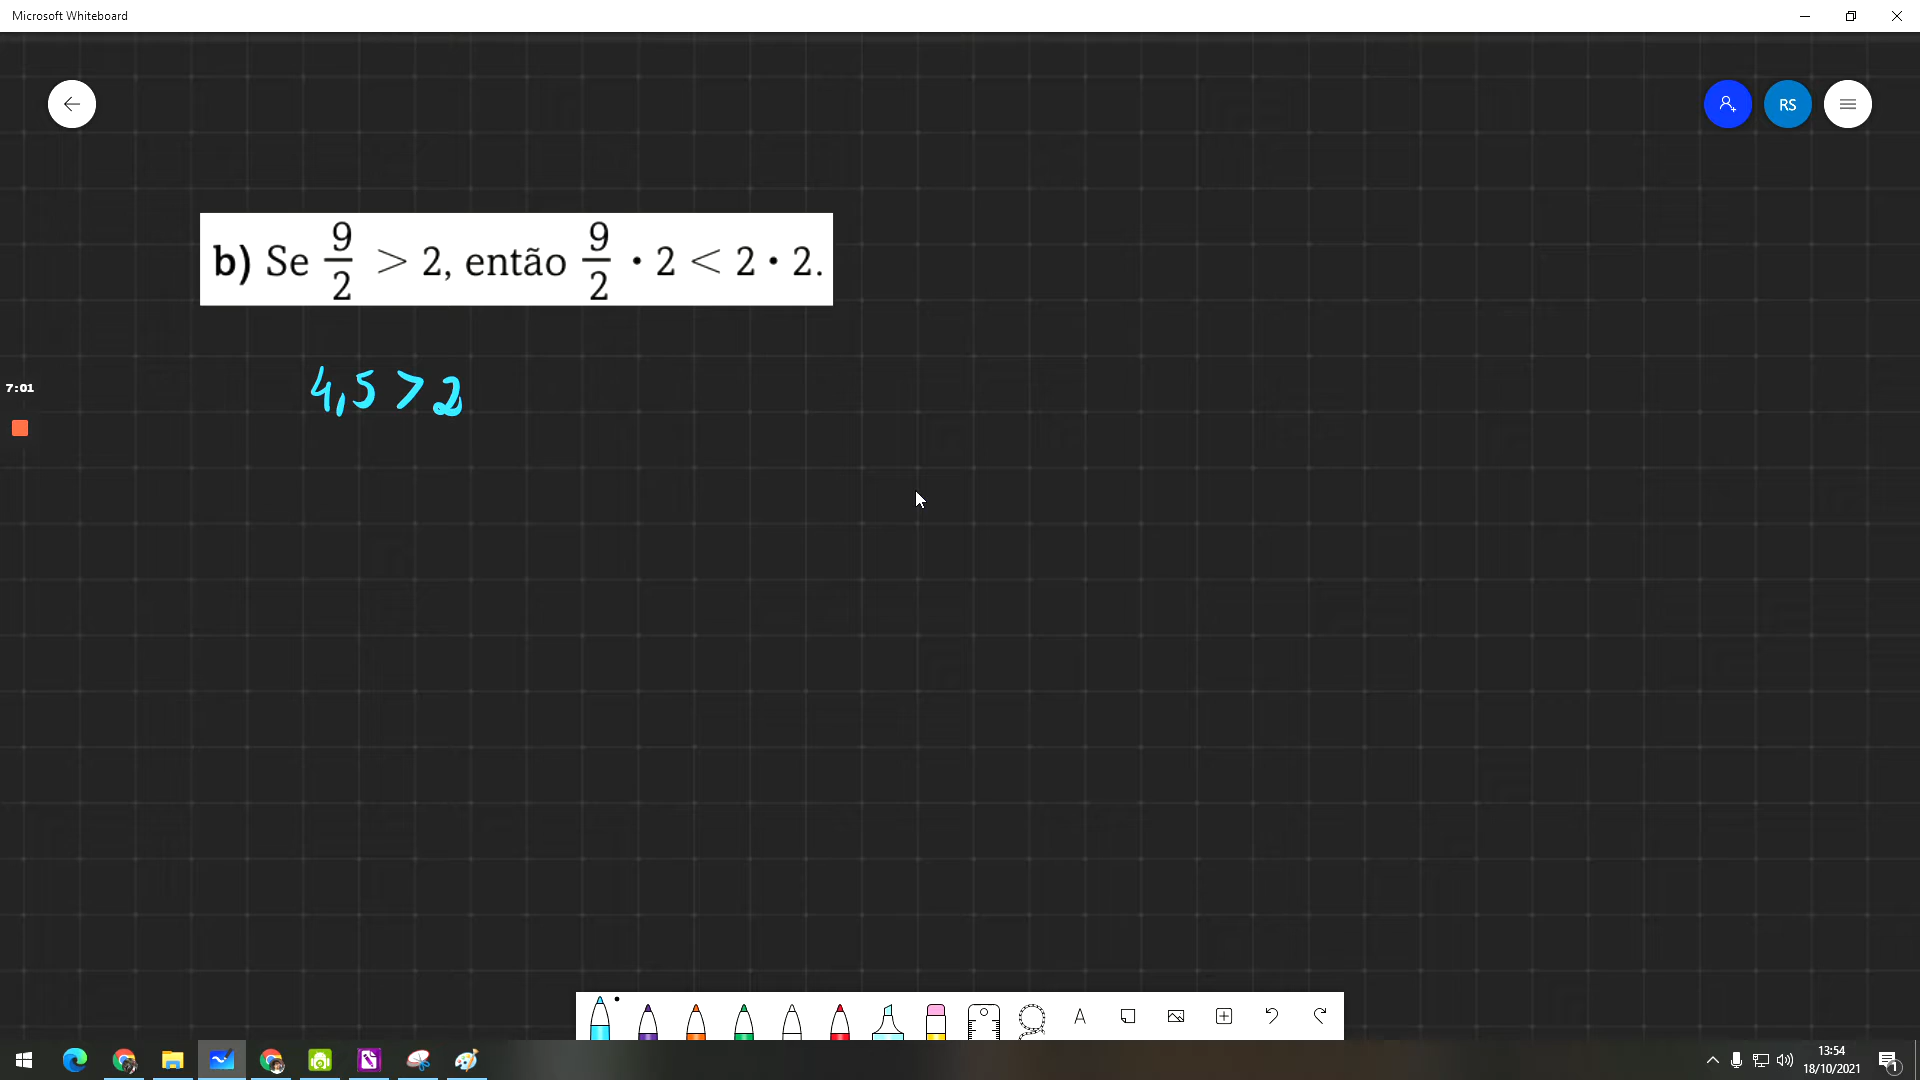 Microsoft Whiteboard
RS
b) Se 9/2 > 2, então 9/2 • 2 < 2 • 2.
7:01
4,5 > 2
A
13:54
18/10/2021
1